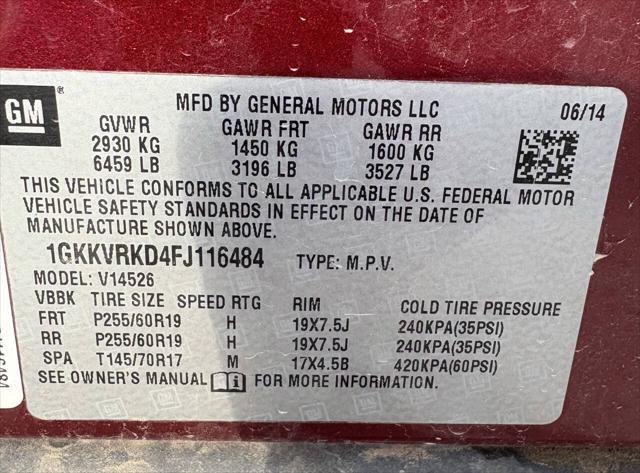 GM ®
MFD BY GENERAL MOTORS LLC 06/14
GVWR GAWR FRT GAWR RR
2930 KG 1450 KG 1600 KG
6459 LB 3196 LB 3527 LB
THIS VEHICLE CONFORMS TO ALL APPLICABLE U.S. FEDERAL MOTOR
VEHICLE SAFETY STANDARDS IN EFFECT ON THE DATE OF
MANUFACTURE SHOWN ABOVE.
1GKKVRKD4FJ116484 TYPE: M.P.V.
MODEL: V14526
VBBK TIRE SIZE SPEED RTG RIM COLD TIRE PRESSURE
FRT P255/60R19 H 19X7.5J 240KPA(35PSI)
RR P255/60R19 H 19X7.5J 240KPA(35PSI)
SPA T145/70R17 M 17X4.5B 420KPA(60PSI)
SEE OWNER'S MANUAL FOR MORE INFORMATION.